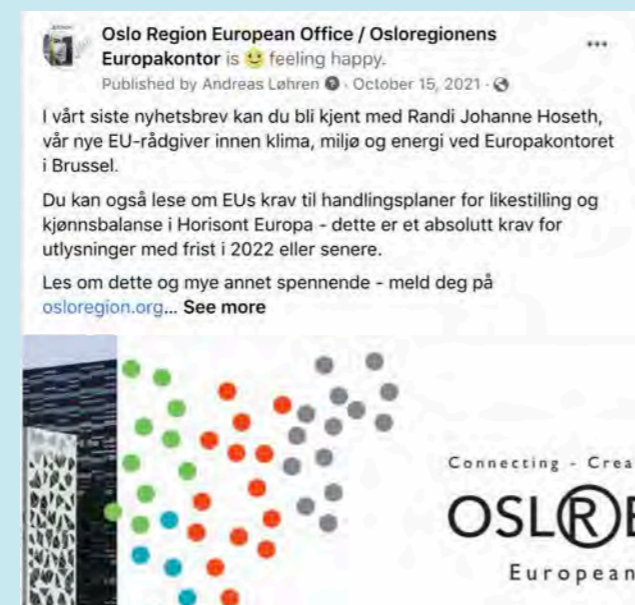 Oslo Region European Office / Osloregionens
Europakontor is feeling happy.
Published by Andreas Løhren · October 15, 2021 ·
I vårt siste nyhetsbrev kan du bli kjent med Randi Johanne Hoseth,
vår nye EU-rådgiver innen klima, miljø og energi ved Europakontoret
i Brussel.
Du kan også lese om EUs krav til handlingsplaner for likestilling og
kjønnsbalanse i Horisont Europa - dette er et absolutt krav for
utlysninger med frist i 2022 eller senere.
Les om dette og mye annet spennende - meld deg på
osloregion.org... See more
Connecting - Crea
OSLRE
European